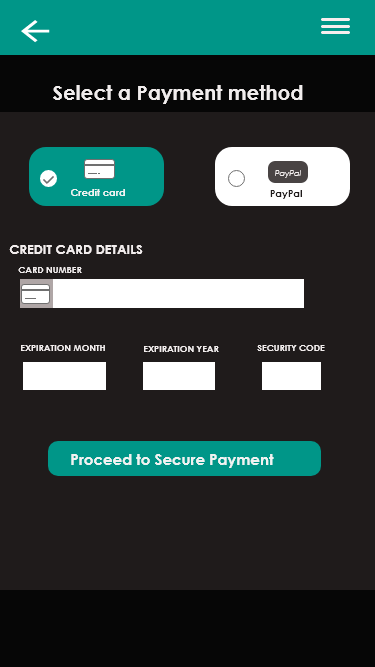 Select a Payment method
Credit card
PayPal
PayPal
CREDIT CARD DETAILS
CARD NUMBER
EXPIRATION MONTH
EXPIRATION YEAR
SECURITY CODE
Proceed to Secure Payment